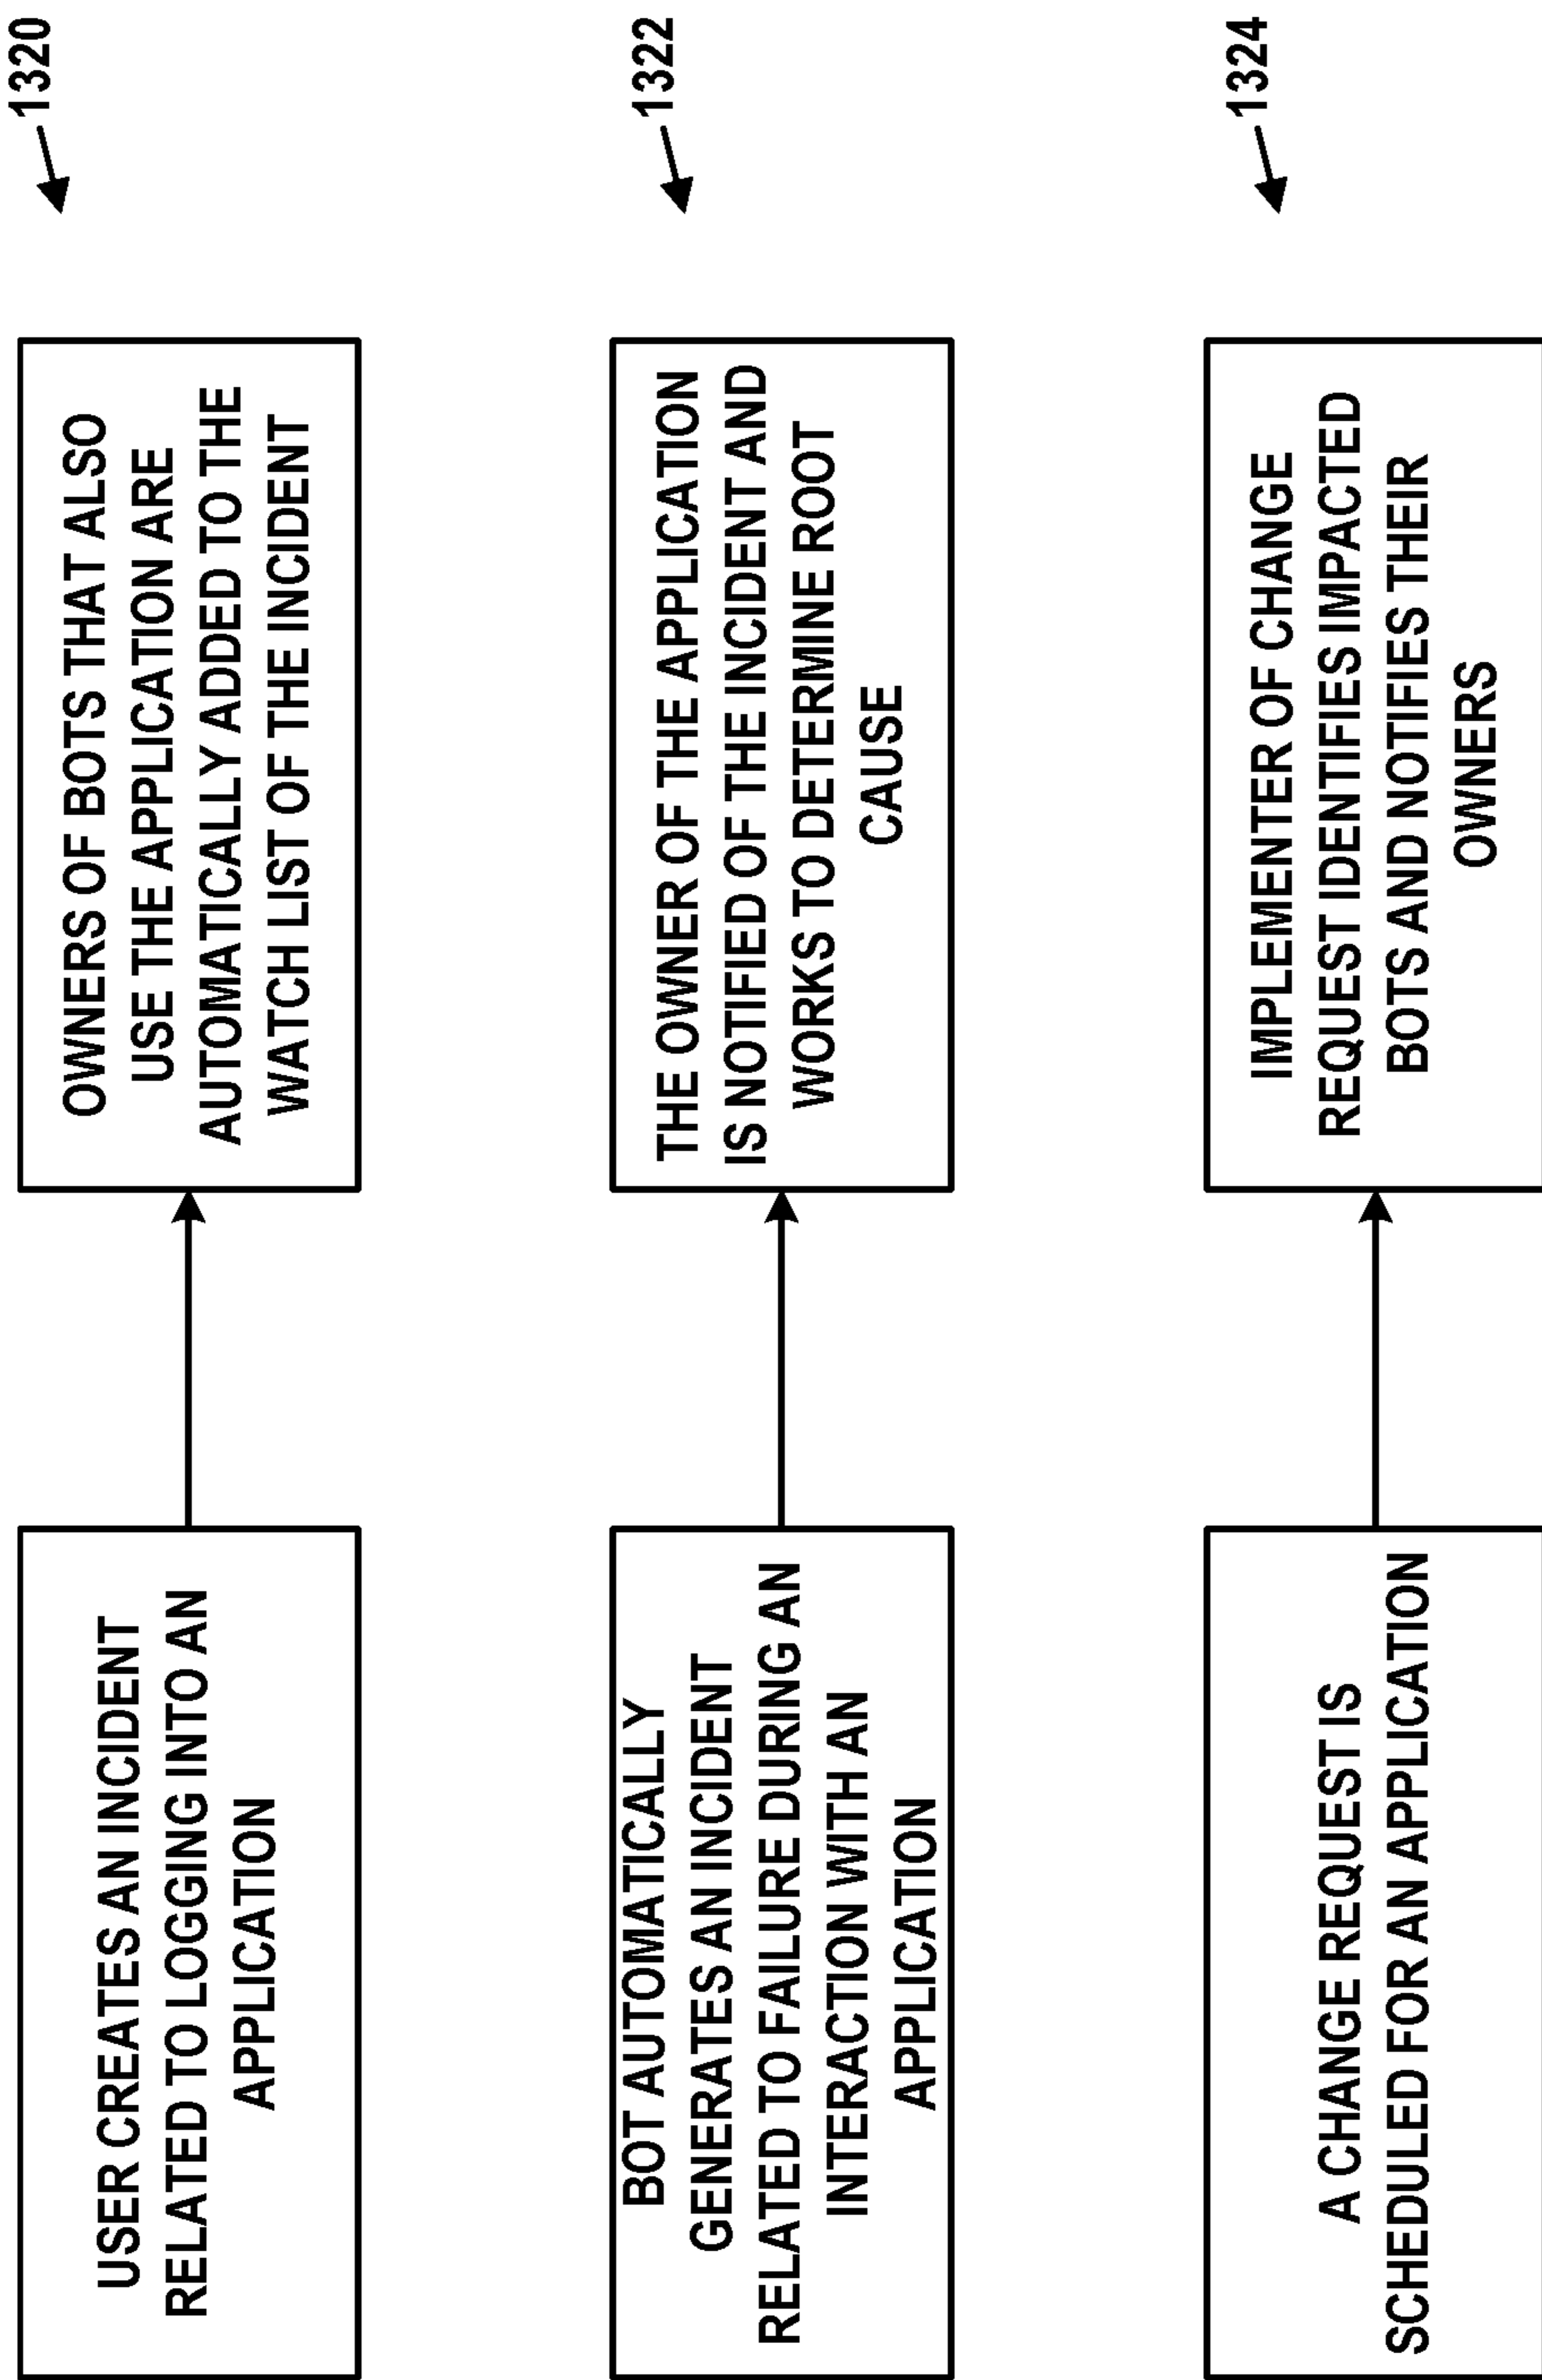 USER CREATES AN INCIDENT
RELATED TO LOGGING INTO AN
APPLICATION
OWNERS OF BOTS THAT ALSO
USE THE APPLICATION ARE
AUTOMATICALLY ADDED TO THE
WATCH LIST OF THE INCIDENT
1320
BOT AUTOMATICALLY
GENERATES AN INCIDENT
RELATED TO FAILURE DURING AN
INTERACTION WITH AN
APPLICATION
THE OWNER OF THE APPLICATION
IS NOTIFIED OF THE INCIDENT AND
WORKS TO DETERMINE ROOT
CAUSE
1322
A CHANGE REQUEST IS
SCHEDULED FOR AN APPLICATION
IMPLEMENTER OF CHANGE
REQUEST IDENTIFIES IMPACTED
BOTS AND NOTIFIES THEIR
OWNERS
1324